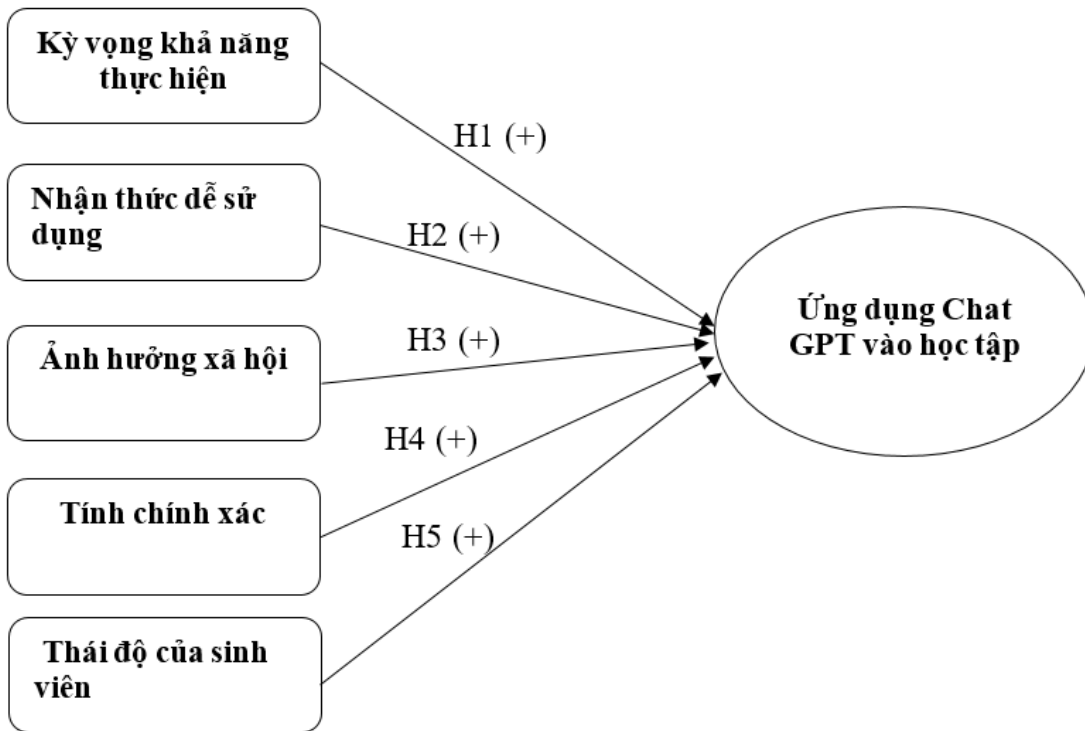 Kỳ vọng khả năng
thực hiện
H1 (+)
Nhận thức dễ sử
dụng
H2 (+)
Ứng dụng Chat
GPT vào học tập
Ảnh hưởng xã hội
H3 (+)
H4 (+)
Tính chính xác
H5 (+)
Thái độ của sinh
viên